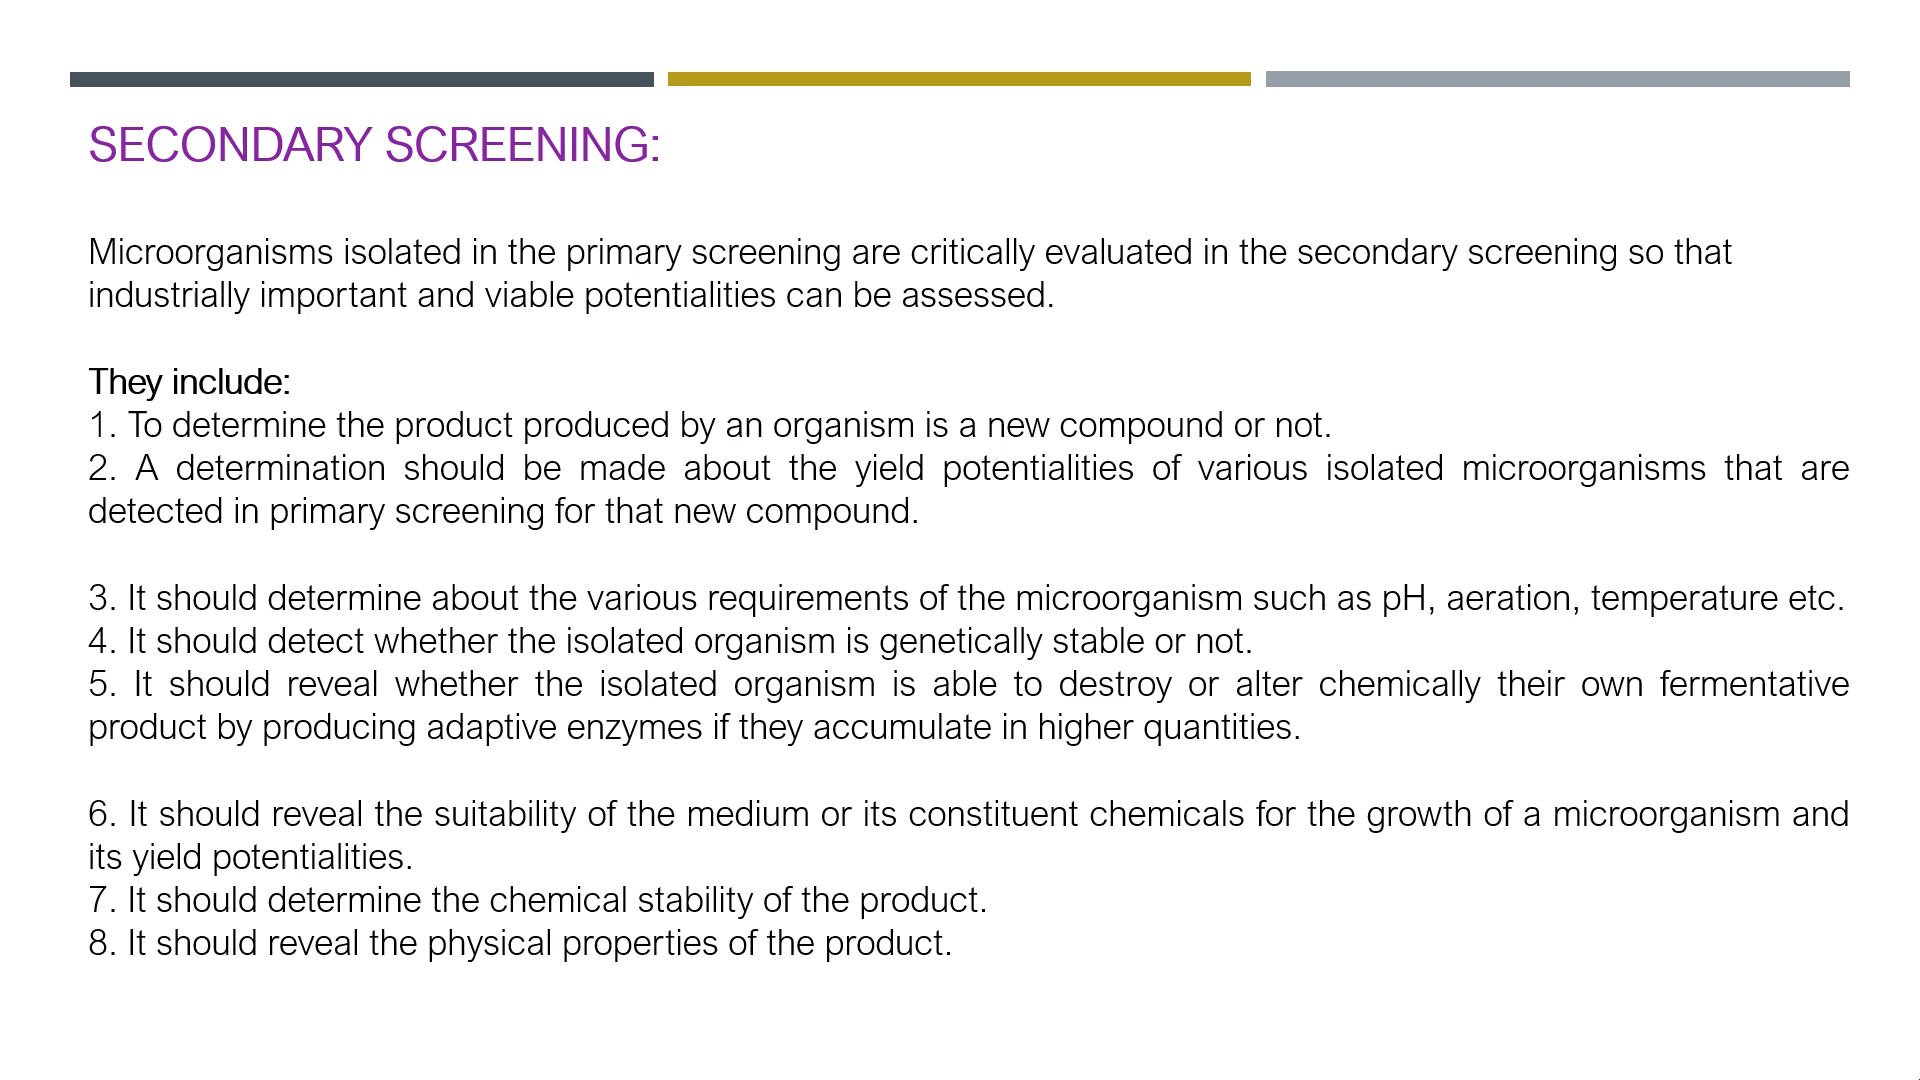 SECONDARY SCREENING:
Microorganisms isolated in the primary screening are critically evaluated in the secondary screening so that
industrially important and viable potentialities can be assessed.
They include:
1. To determine the product produced by an organism is a new compound or not.
2. A determination should be made about the yield potentialities of various isolated microorganisms that are
detected in primary screening for that new compound.
3. It should determine about the various requirements of the microorganism such as pH, aeration, temperature etc.
4. It should detect whether the isolated organism is genetically stable or not.
5. It should reveal whether the isolated organism is able to destroy or alter chemically their own fermentative
product by producing adaptive enzymes if they accumulate in higher quantities.
6. It should reveal the suitability of the medium or its constituent chemicals for the growth of a microorganism and
its yield potentialities.
7. It should determine the chemical stability of the product.
8. It should reveal the physical properties of the product.